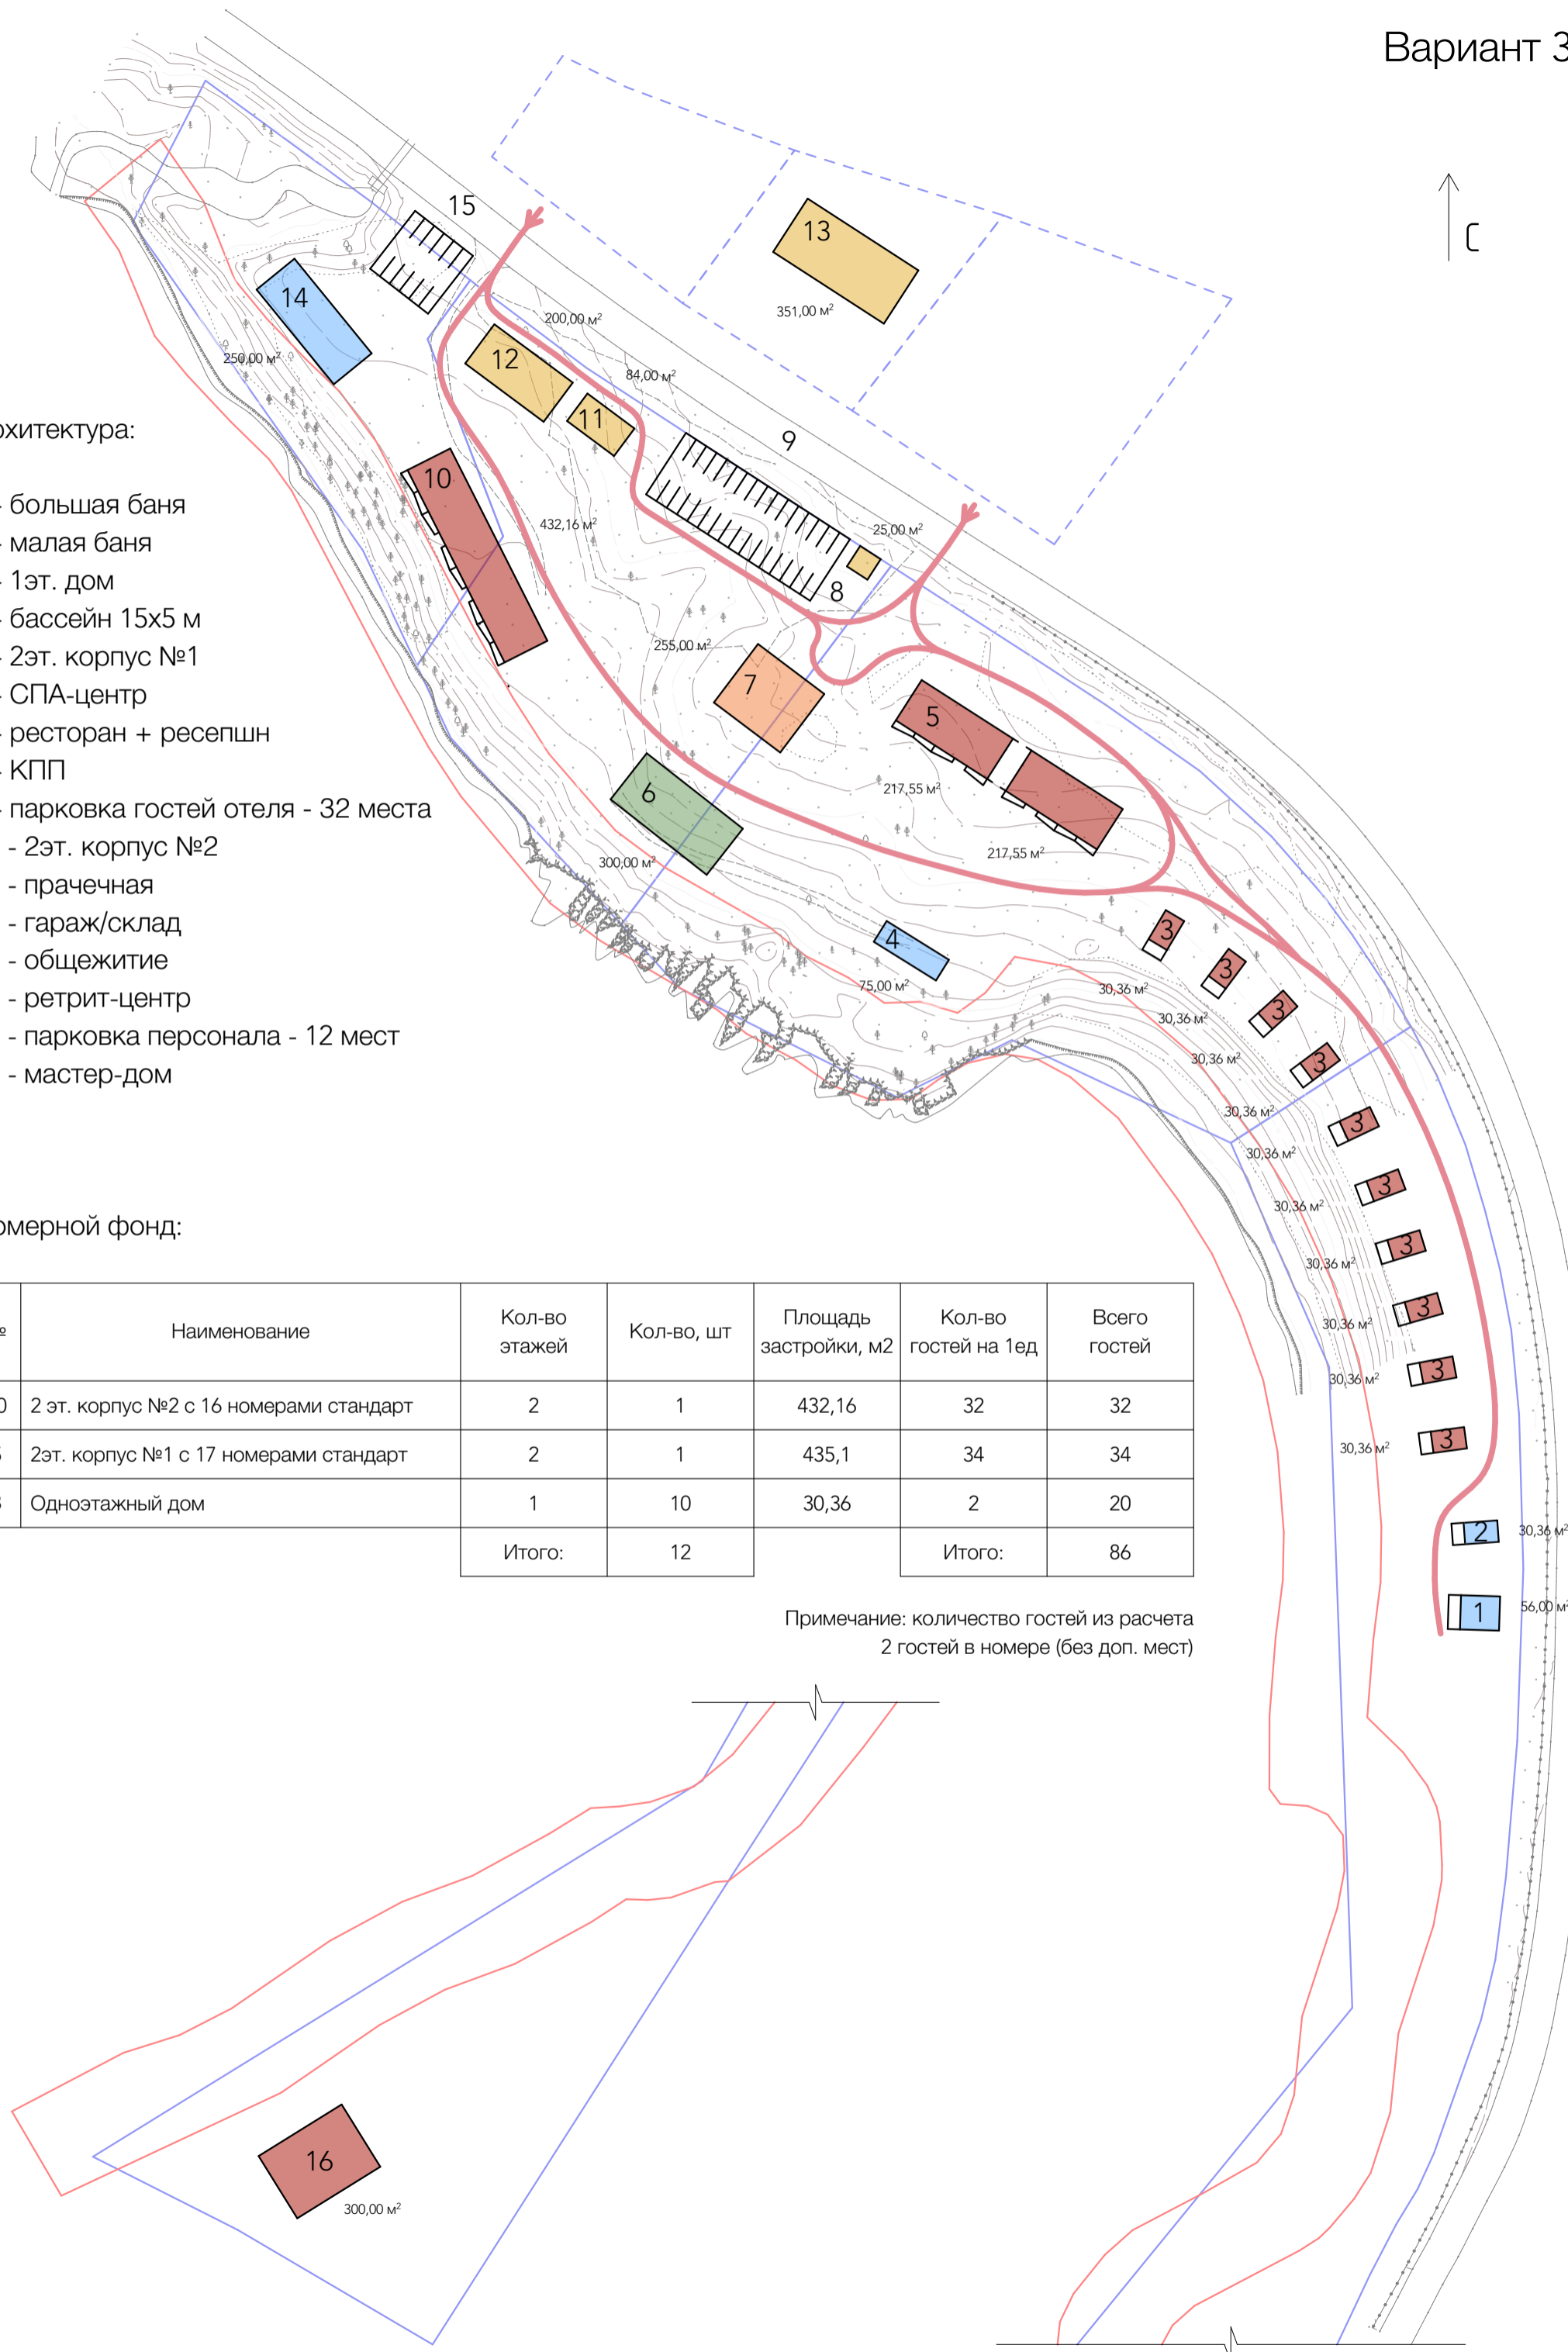 Вариант 3
С
15
13
351,00 м²
14
250,00 м²
200,00 м²
12
84,00 м²
11
9
10
432,16 м²
25,00 м²
8
255,00 м²
7
5
217,55 м²
217,55 м²
6
300,00 м²
4
75,00 м²
рхитектура:
- большая баня
- малая баня
- 1эт. дом
- бассейн 15х5 м
- 2эт. корпус №1
- СПА-центр
- ресторан + ресепшн
- КПП
- парковка гостей отеля - 32 места
- 2эт. корпус №2
- прачечная
- гараж/склад
- общежитие
- ретрит-центр
- парковка персонала - 12 мест
- мастер-дом
3
30,36 м²
3
30,36 м²
3
30,36 м²
3
30,36 м²
3
30,36 м²
3
30,36 м²
3
30,36 м²
3
30,36 м²
3
30,36 м²
3
30,36 м²
2
30,36 м²
1
56,00 м²
омерной фонд:
№ Наименование Кол-во этажей Кол-во, шт Площадь застройки, м2 Кол-во гостей на 1ед Всего гостей
0 2 эт. корпус №2 с 16 номерами стандарт 2 1 432,16 32 32
5 2эт. корпус №1 с 17 номерами стандарт 2 1 435,1 34 34
3 Одноэтажный дом 1 10 30,36 2 20
Итого: 12 Итого: 86
Примечание: количество гостей из расчета
2 гостей в номере (без доп. мест)
16
300,00 м²